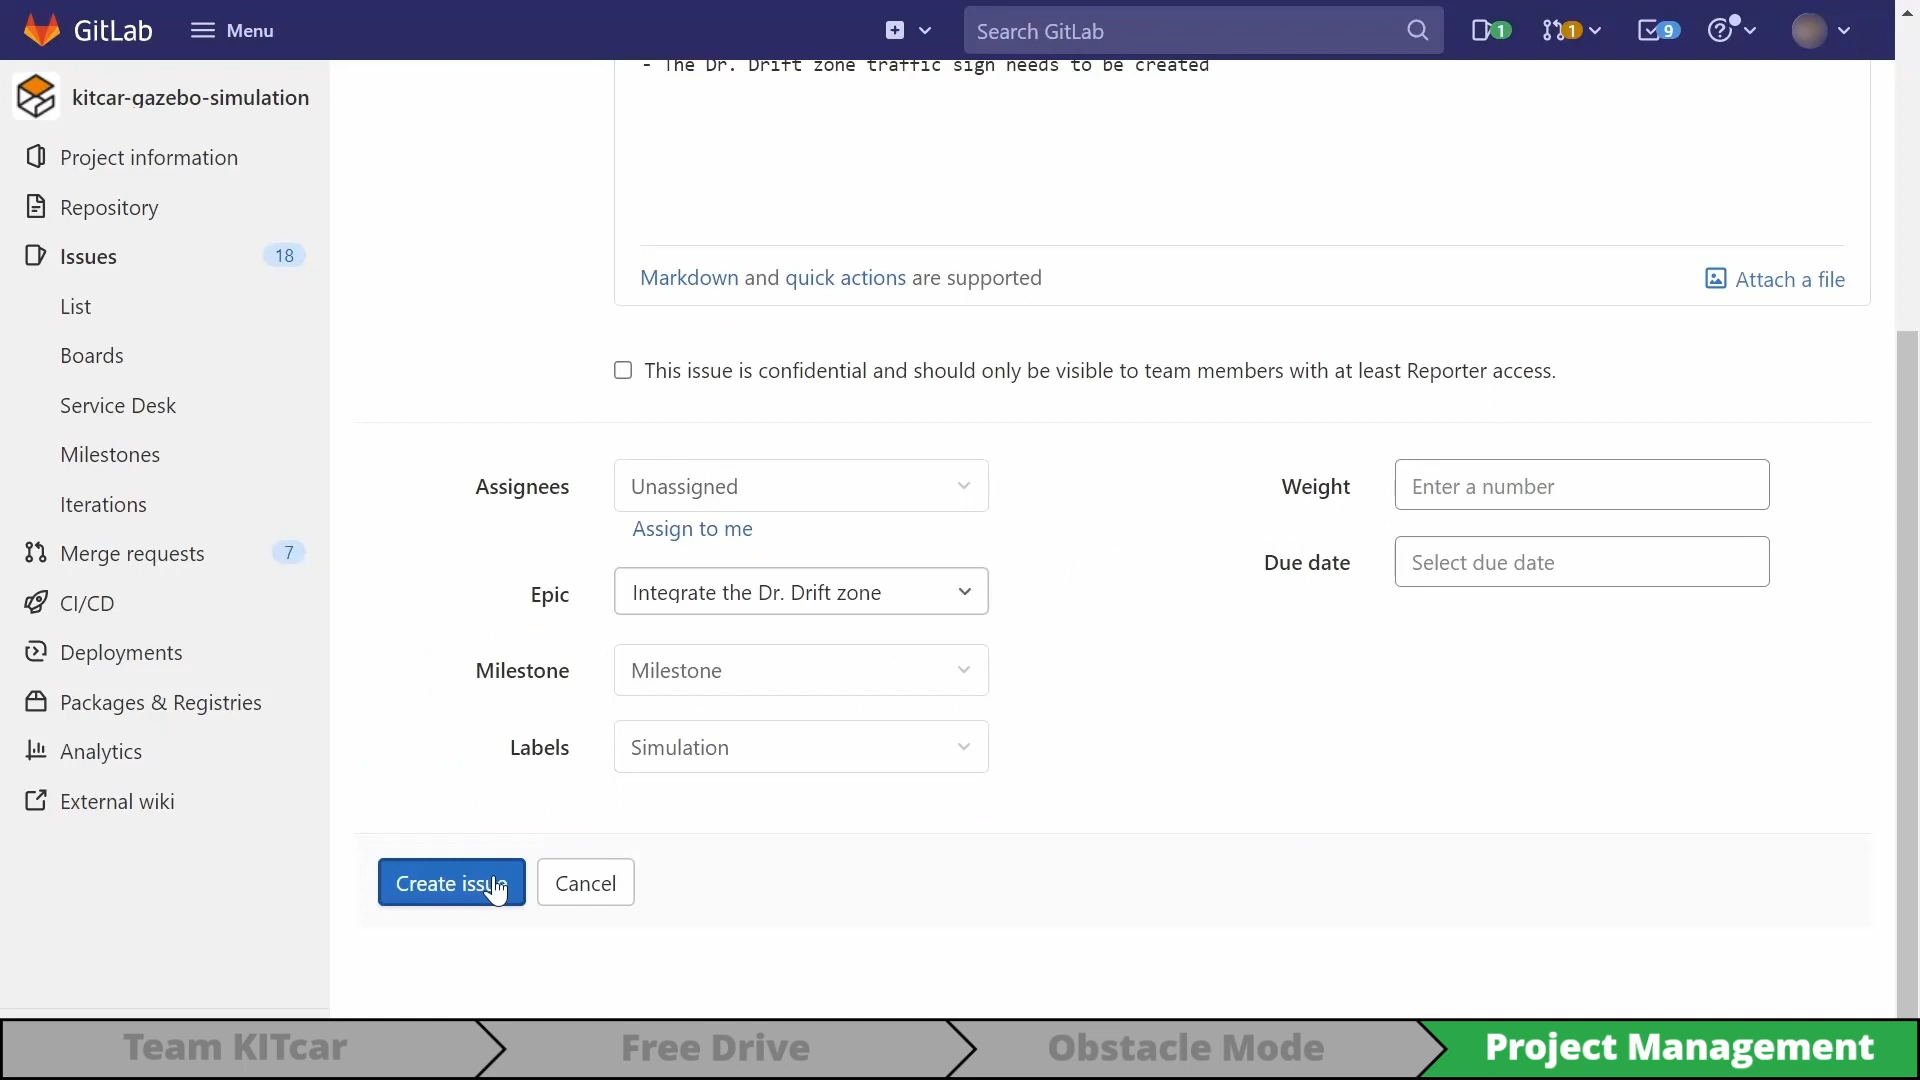 GitLab
Menu
Search GitLab
1
1
9
- The Dr. Drift zone traffic sign needs to be created
kitcar-gazebo-simulation
Project information
Repository
Issues
18
List
Boards
Service Desk
Milestones
Iterations
Merge requests
7
CI/CD
Deployments
Packages & Registries
Analytics
External wiki
Markdown and quick actions are supported
Attach a file
This issue is confidential and should only be visible to team members with at least Reporter access.
Assignees
Unassigned
Assign to me
Weight
Enter a number
Due date
Select due date
Epic
Integrate the Dr. Drift zone
Milestone
Milestone
Labels
Simulation
Create issue
Cancel
Team KITcar
Free Drive
Obstacle Mode
Project Management